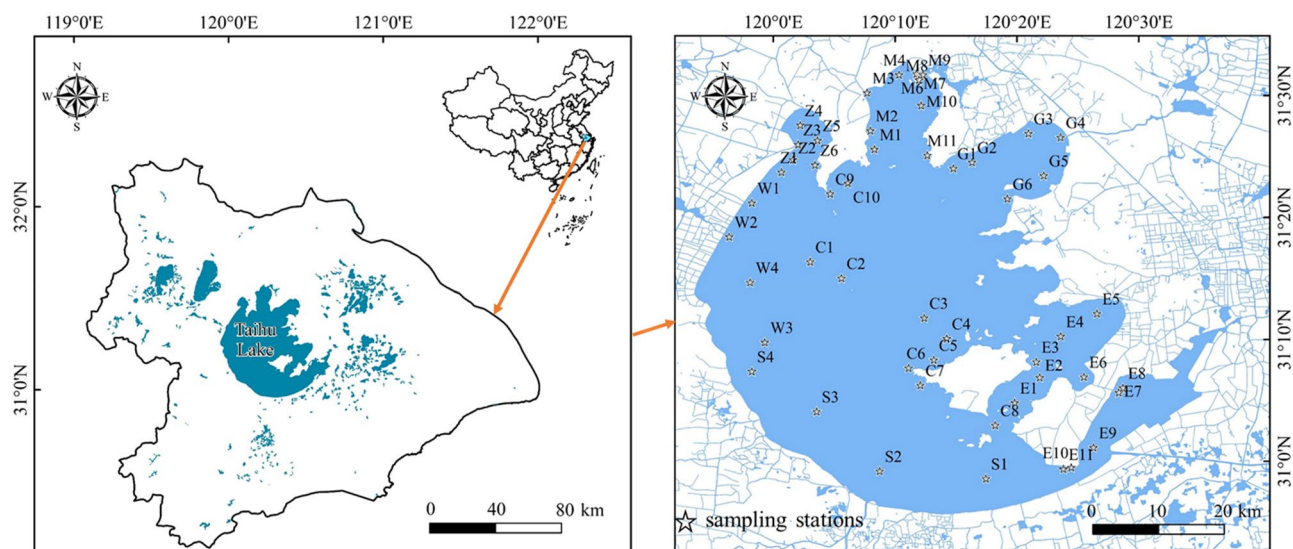 119°0'E 120°0'E 121°0'E 122°0'E
N
W E
S
32°0'N
31°0'N
Taihu
Lake
0 40 80 km
120°0'E 120°10'E 120°20'E 120°30'E
N
W E
S
31°30'N
31°20'N
31°10'N
31°0'N
M4 M9
M8
M3 M7
M6
M10
Z4
Z5 M2 G3 G4
Z3
M1
Z2 M11 G2
Z1 Z6 G1
C9 G5
W1 C10 G6
W2
C1
W4 C2
C3 E5
C4 E4
W3 C5 E3
S4 C6 E2 E6 E8
C7 E7
S3 E1
C8
E9
S2 S1 E10 E11
sampling stations
0 10 20 km